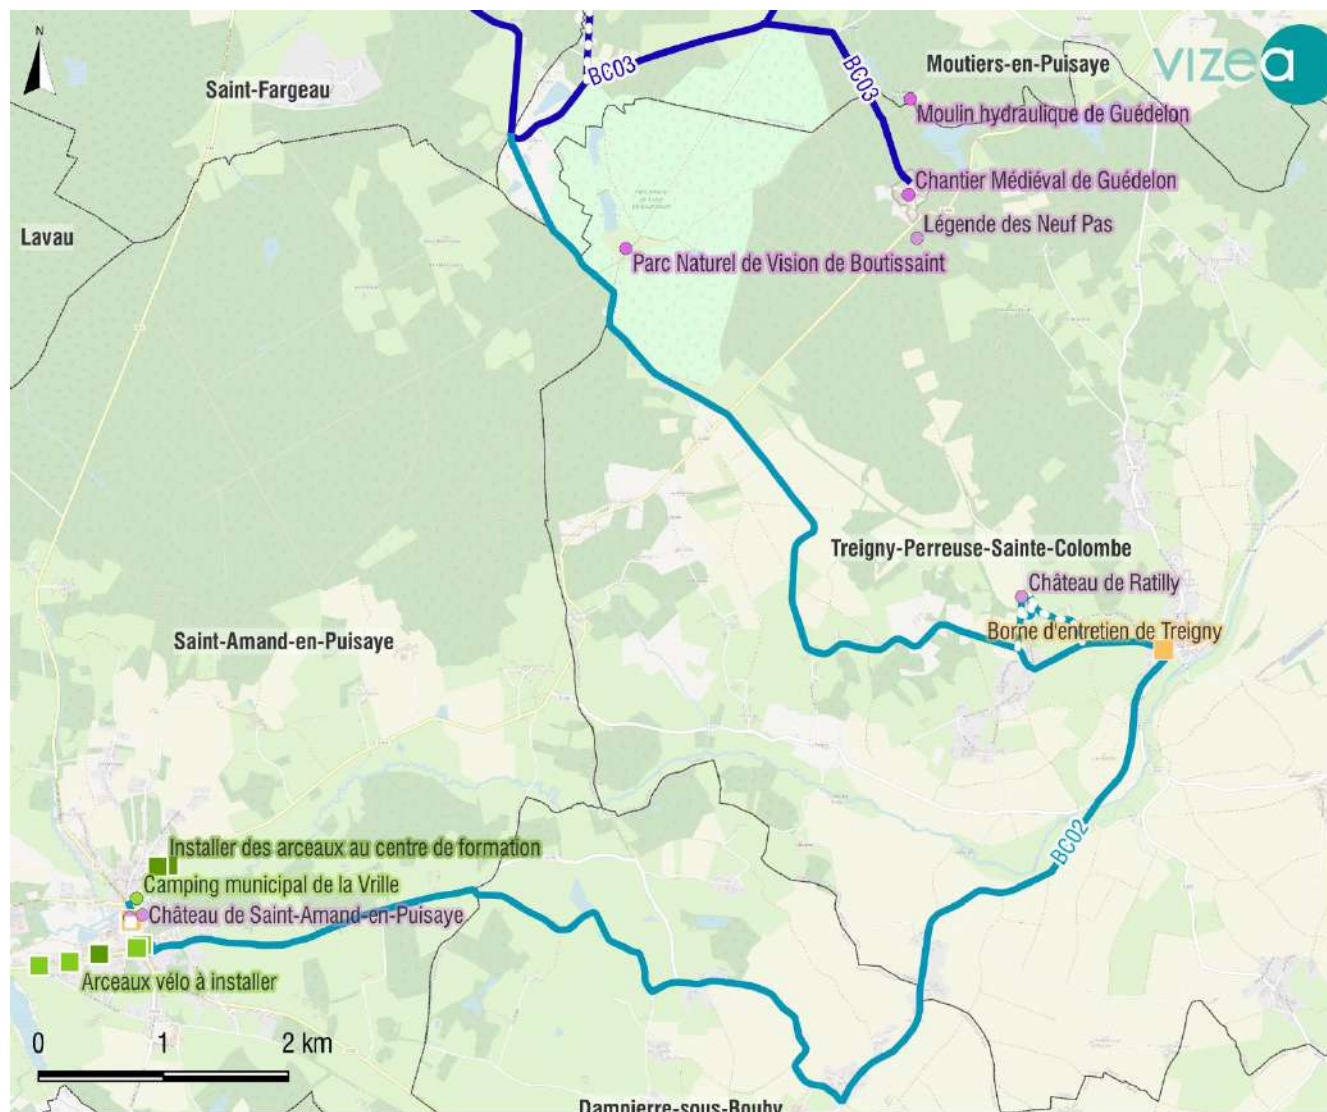 N
Saint-Fargeau
BC03
BC03
Moutiers-en-Puisaye
vizea
Moulin hydraulique de Guédelon
Chantier Médiéval de Guédelon
Légende des Neuf Pas
Lavau
Parc Naturel de Vision de Boutissaint
Treigny-Perreuse-Sainte-Colombe
Château de Ratilly
Borne d'entretien de Treigny
Saint-Amand-en-Puisaye
BC02
Installer des arceaux au centre de formation
Camping municipal de la Vrille
Château de Saint-Amand-en-Puisaye
Arceaux vélo à installer
0 1 2 km
Dampierre-sous-Bouhy